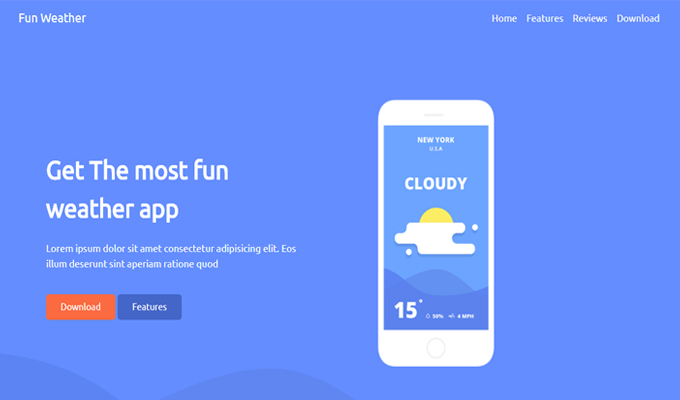 Fun Weather
Home Features Reviews Download
Get The most fun
weather app
Lorem ipsum dolor sit amet consectetur adipisicing elit. Eos
illum deserunt sint aperiam ratione quod
Download Features
NEW YORK
U.S.A
CLOUDY
15° 50% 4 MPH